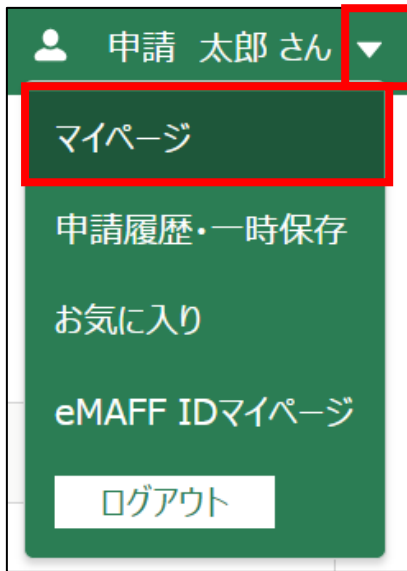 申請 太郎 さん
マイページ
申請履歴・一時保存
お気に入り
eMAFF IDマイページ
ログアウト